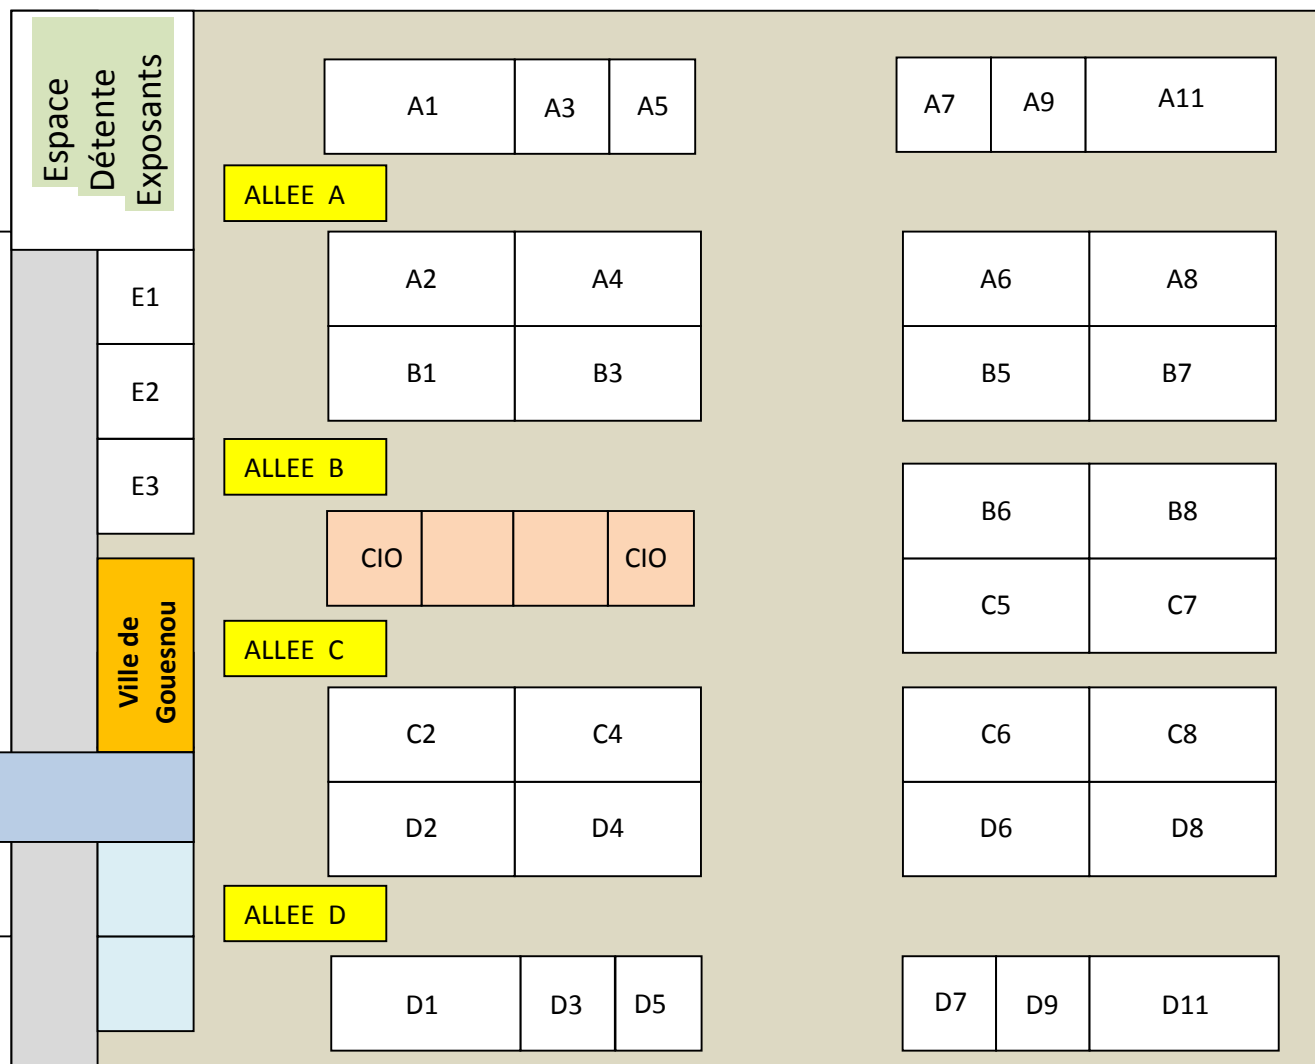 Espace
Détente
Exposants
A1 A3 A5 A7 A9 A11
ALLEE A
A2 A4 A6 A8
E1
B1 B3 B5 B7
E2
ALLEE B
E3
B6 B8
CIO CIO
C5 C7
Ville de
Gouesnou
ALLEE C
C2 C4 C6 C8
D2 D4 D6 D8
ALLEE D
D1 D3 D5 D7 D9 D11